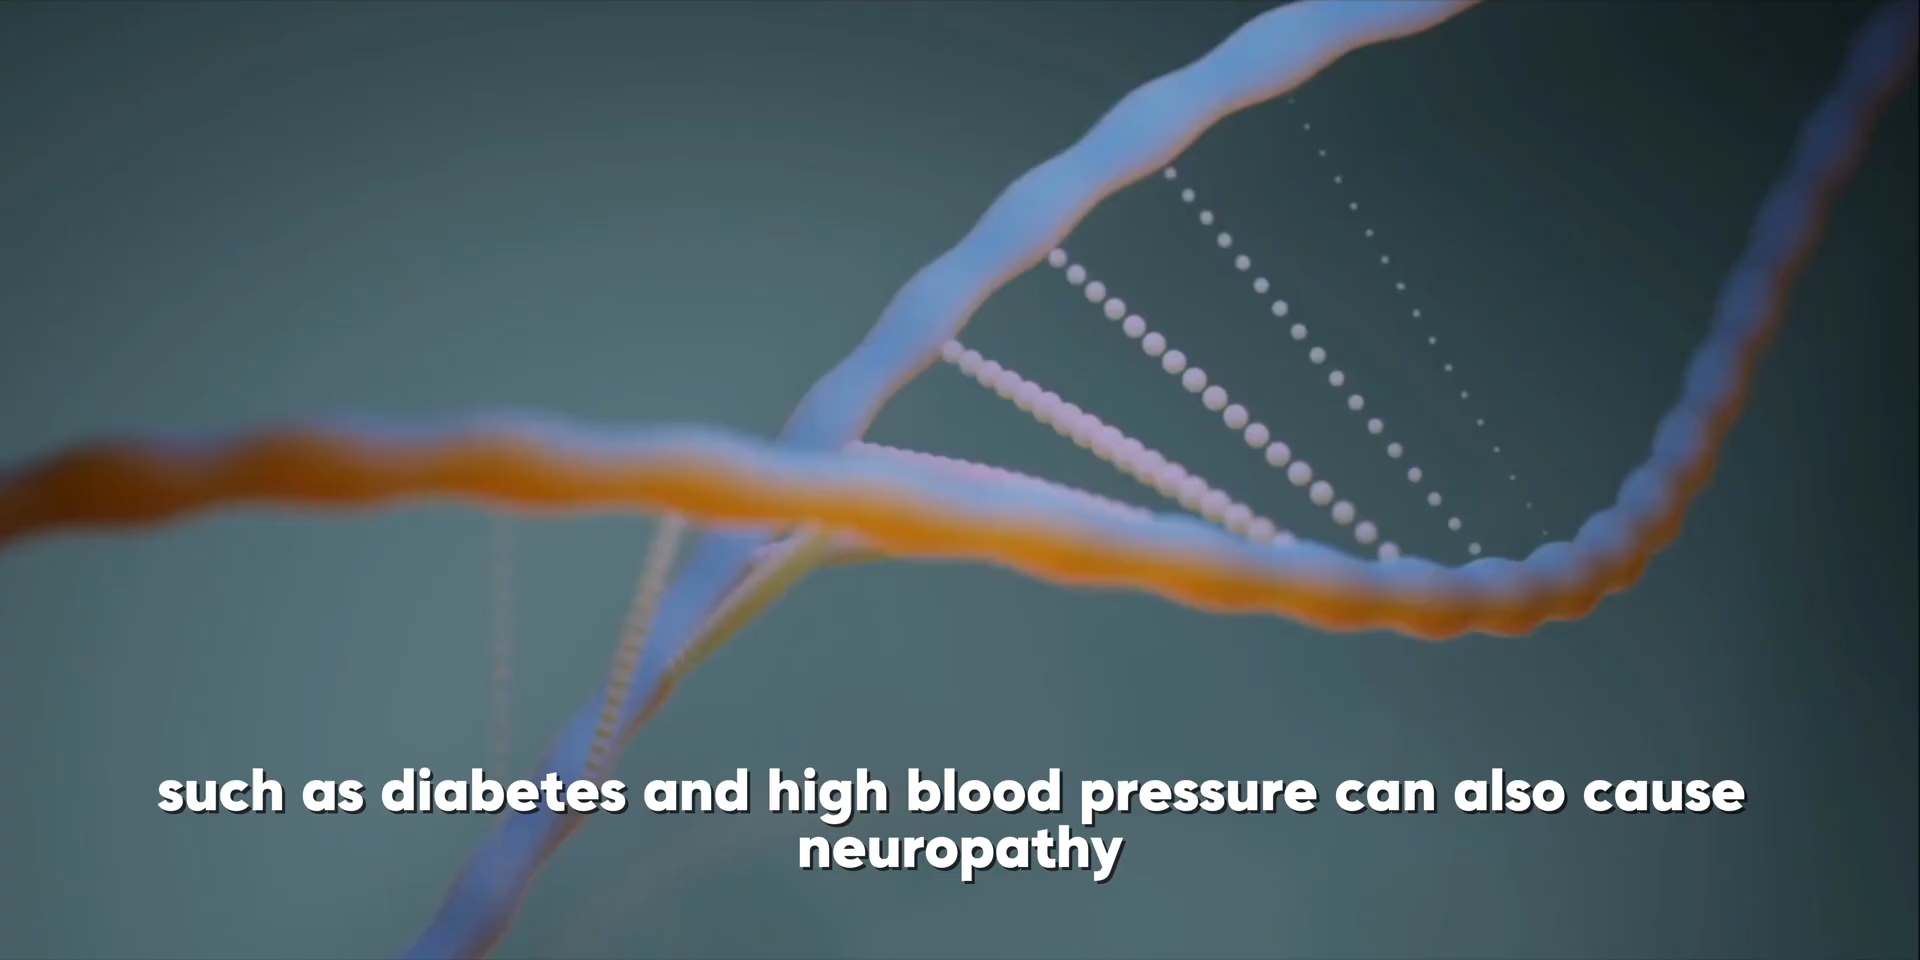 such as diabetes and high blood pressure can also cause
neuropathy